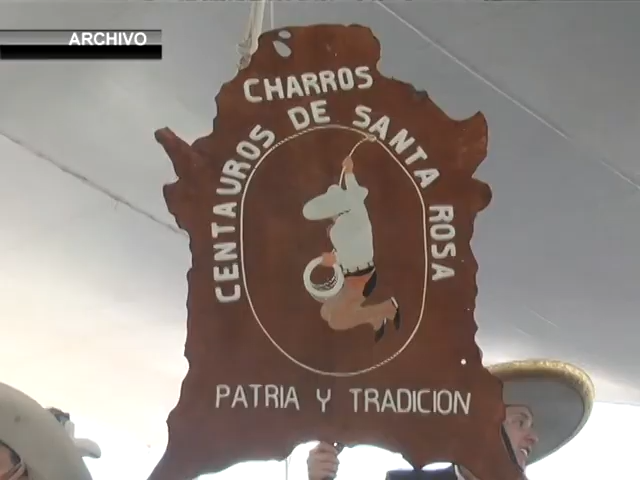 ARCHIVO
CHARROS
CENTAUROS DE SANTA ROSA
PATRIA Y TRADICION